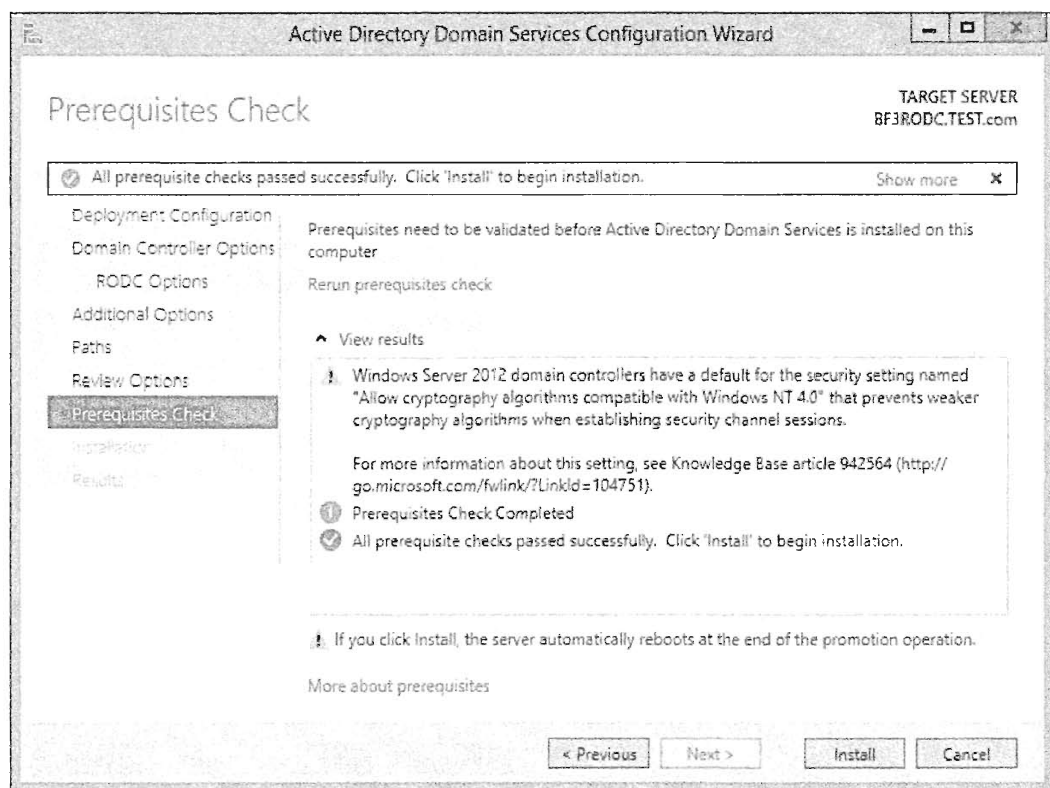 Active Directory Domain Services Configuration Wizard
Prerequisites Check
TARGET SERVER
BF3RODC.TEST.com
All prerequisite checks passed successfully. Click 'Install' to begin installation.
Show more
Deployment Configuration
Domain Controller Options
RODC Options
Additional Options
Paths
Review Options
Prerequisites Check
Installation
Results
Prerequisites need to be validated before Active Directory Domain Services is installed on this
computer
Rerun prerequisites check
View results
Windows Server 2012 domain controllers have a default for the security setting named
"Allow cryptography algorithms compatible with Windows NT 4.0" that prevents weaker
cryptography algorithms when establishing security channel sessions.
For more information about this setting, see Knowledge Base article 942564 (http://
go.microsoft.com/fwlink/?LinkId=104751).
Prerequisites Check Completed
All prerequisite checks passed successfully. Click 'Install' to begin installation.
If you click Install, the server automatically reboots at the end of the promotion operation.
More about prerequisites
< Previous
Next >
Install
Cancel